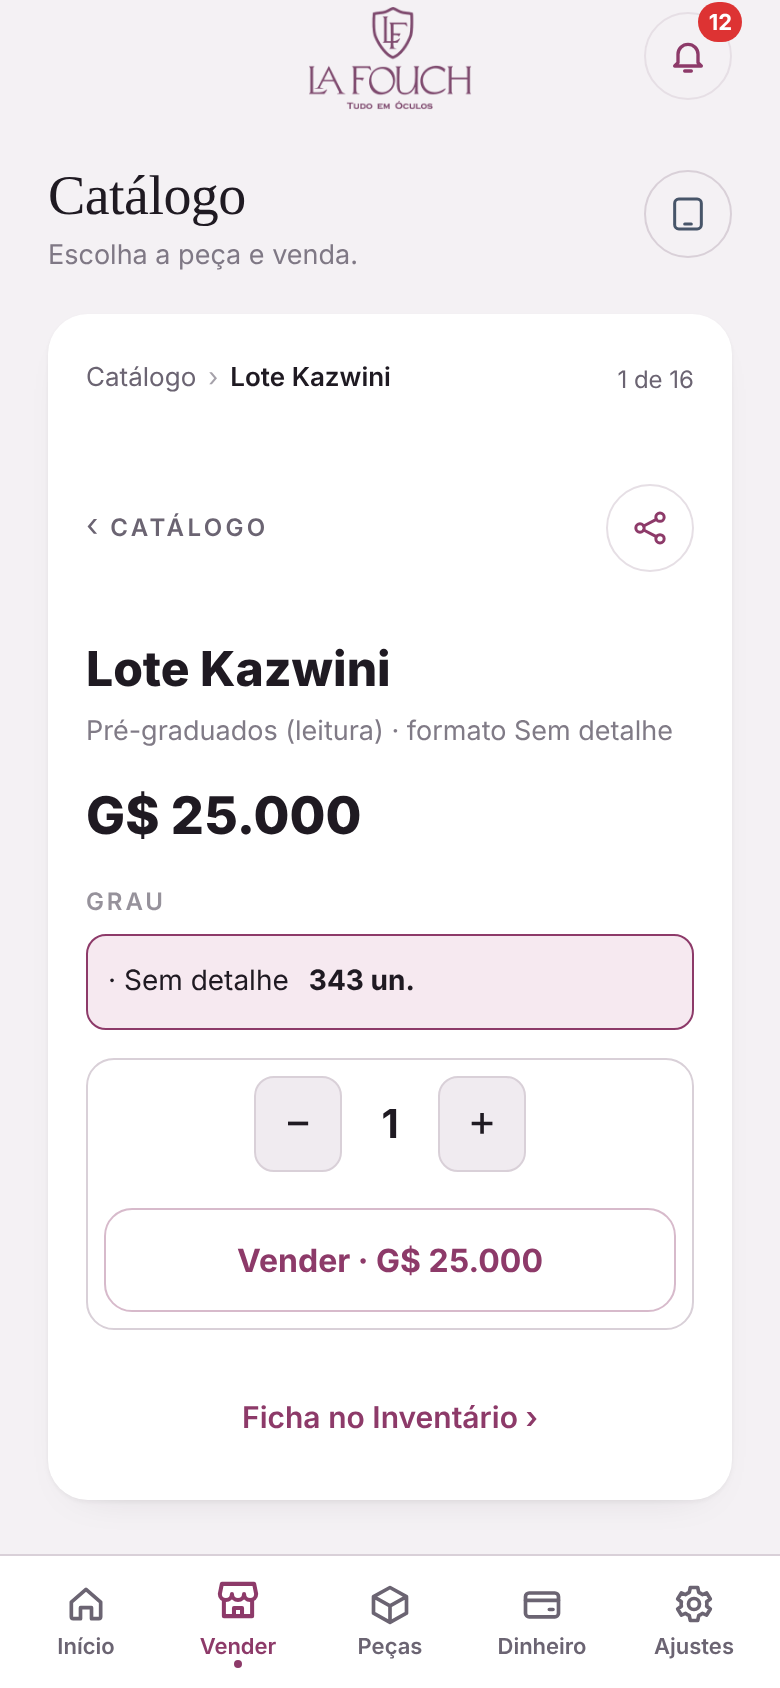 LF
LA FOUCH
Tudo em Óculos
12
Catálogo
Escolha a peça e venda.
Catálogo › Lote Kazwini
1 de 16
‹ CATÁLOGO
Lote Kazwini
Pré-graduados (leitura) · formato Sem detalhe
G$ 25.000
GRAU
· Sem detalhe 343 un.
− 1 +
Vender · G$ 25.000
Ficha no Inventário ›
Início
Vender
Peças
Dinheiro
Ajustes